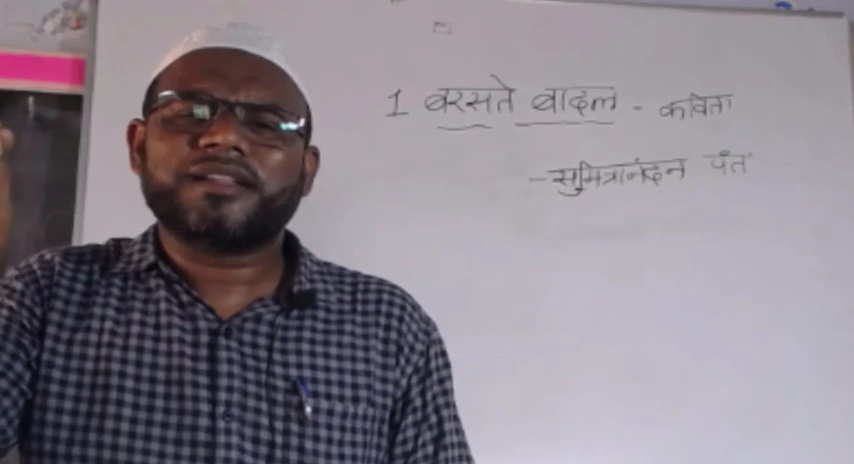 1 बरसते बादल - कविता
- सुमित्रानंदन पंत